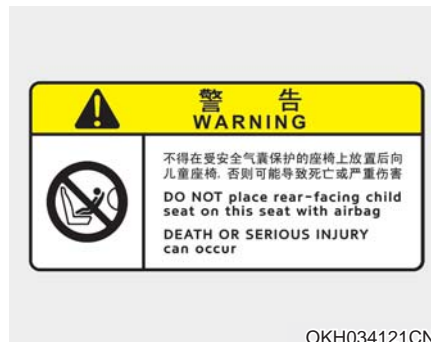 警 告
WARNING
不得在受安全气囊保护的座椅上放置后向
儿童座椅. 否则可能导致死亡或严重伤害
DO NOT place rear-facing child
seat on this seat with airbag
DEATH OR SERIOUS INJURY
can occur
OKH034121CN